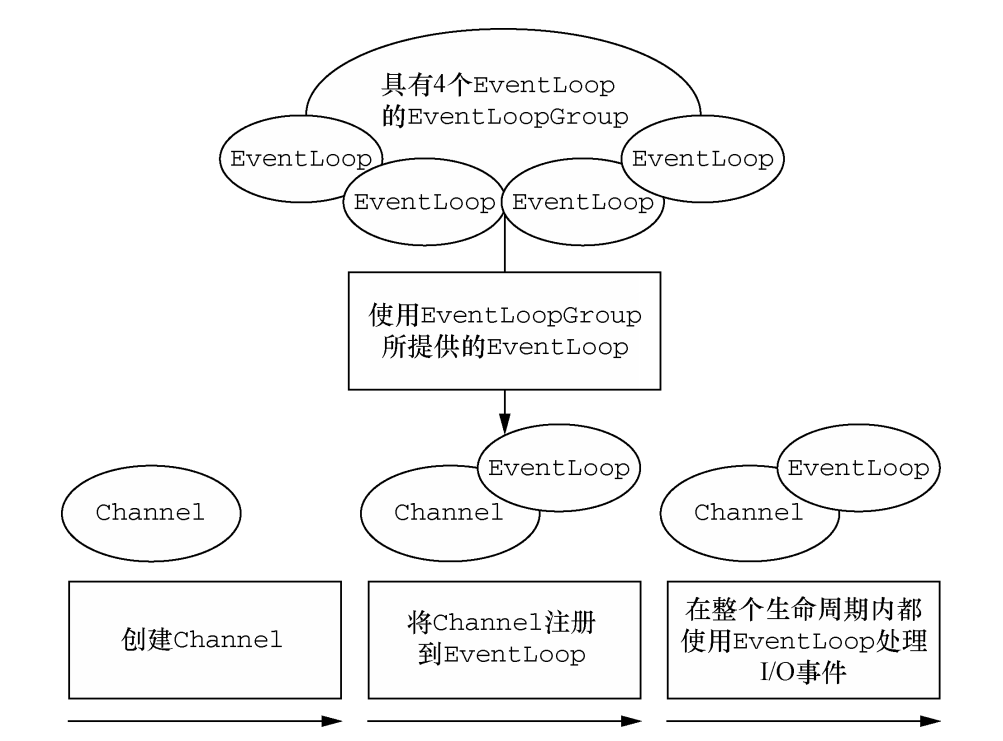 具有4个EventLoop
的EventLoopGroup
EventLoop
EventLoop
EventLoop
EventLoop
使用EventLoopGroup
所提供的EventLoop
EventLoop
EventLoop
Channel
Channel
Channel
创建Channel
将Channel注册
到EventLoop
在整个生命周期内都
使用EventLoop处理
I/O事件